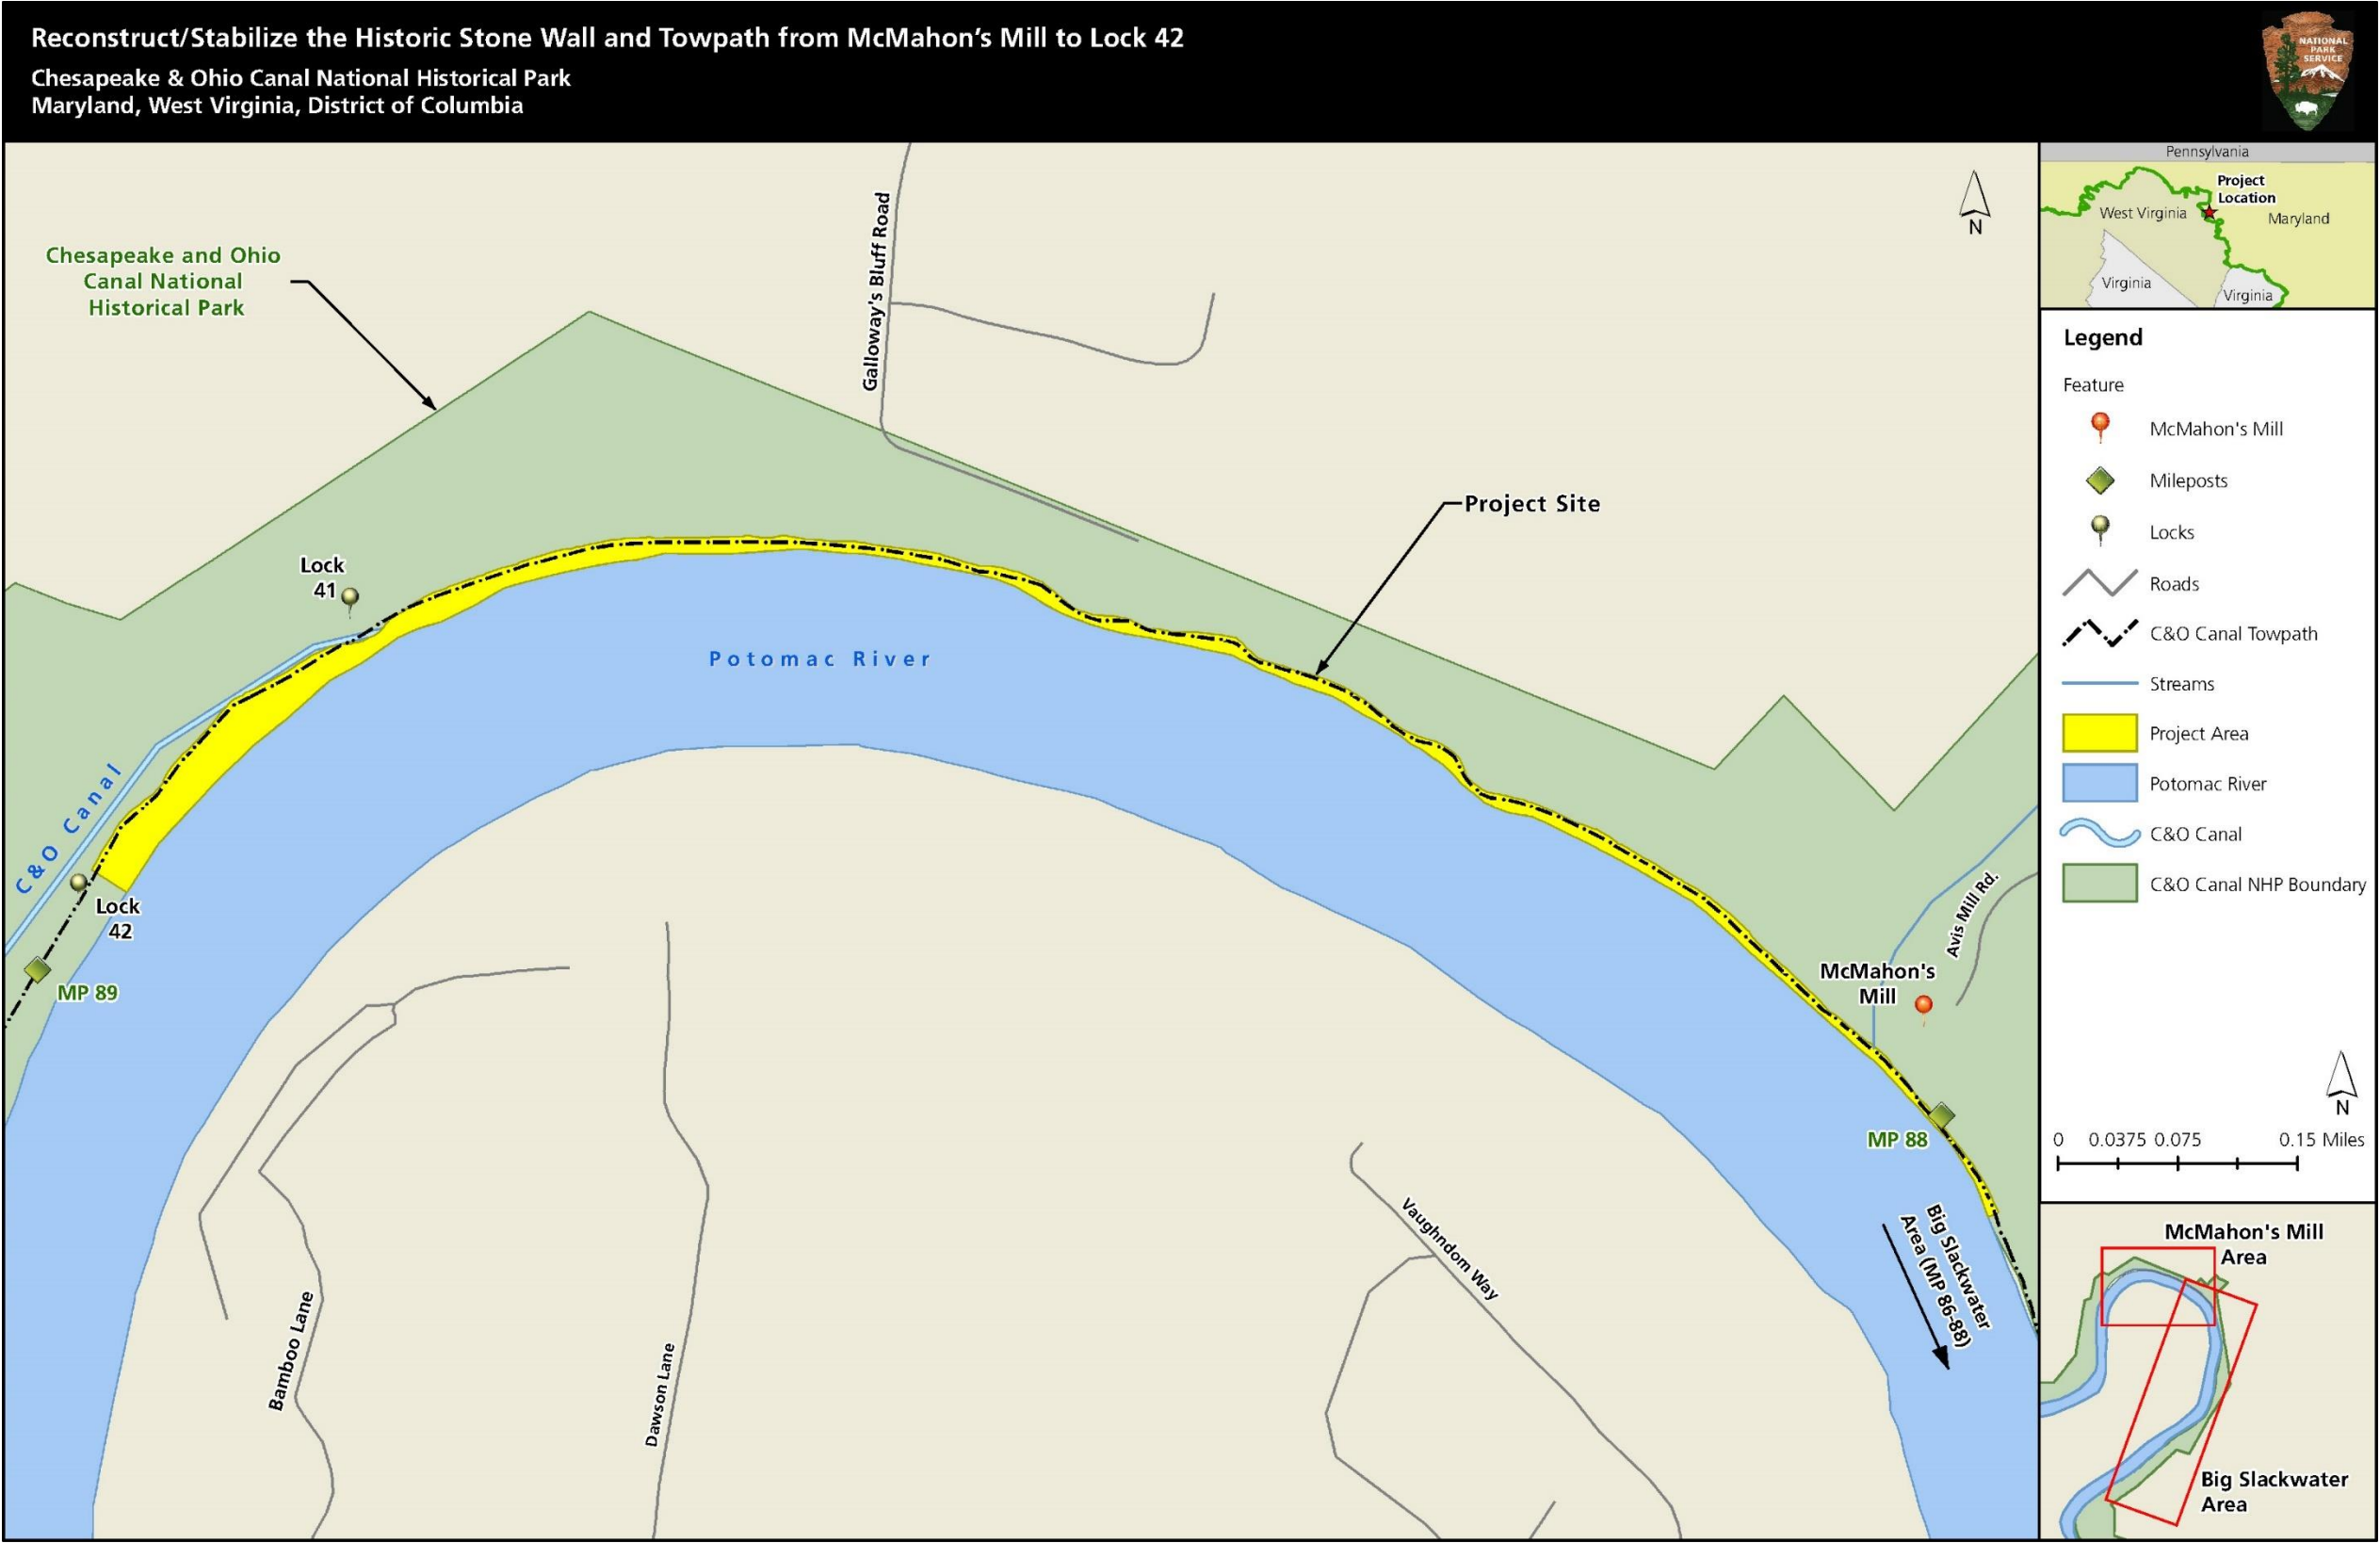 Reconstruct/Stabilize the Historic Stone Wall and Towpath from McMahon's Mill to Lock 42
Chesapeake & Ohio Canal National Historical Park
Maryland, West Virginia, District of Columbia
NATIONAL
PARK
SERVICE
Chesapeake and Ohio
Canal National
Historical Park
Galloway's Bluff Road
N
Project Site
Lock
41
Potomac River
C&O Canal
Lock
42
MP 89
McMahon's
Mill
Avis Mill Rd.
MP 88
Big Slackwater
Area (MP 86-88)
Bamboo Lane
Dawson Lane
Vaughndom Way
Pennsylvania
Project
Location
West Virginia
Maryland
Virginia
Virginia
Legend
Feature
McMahon's Mill
Mileposts
Locks
Roads
C&O Canal Towpath
Streams
Project Area
Potomac River
C&O Canal
C&O Canal NHP Boundary
N
0 0.0375 0.075 0.15 Miles
McMahon's Mill
Area
Big Slackwater
Area